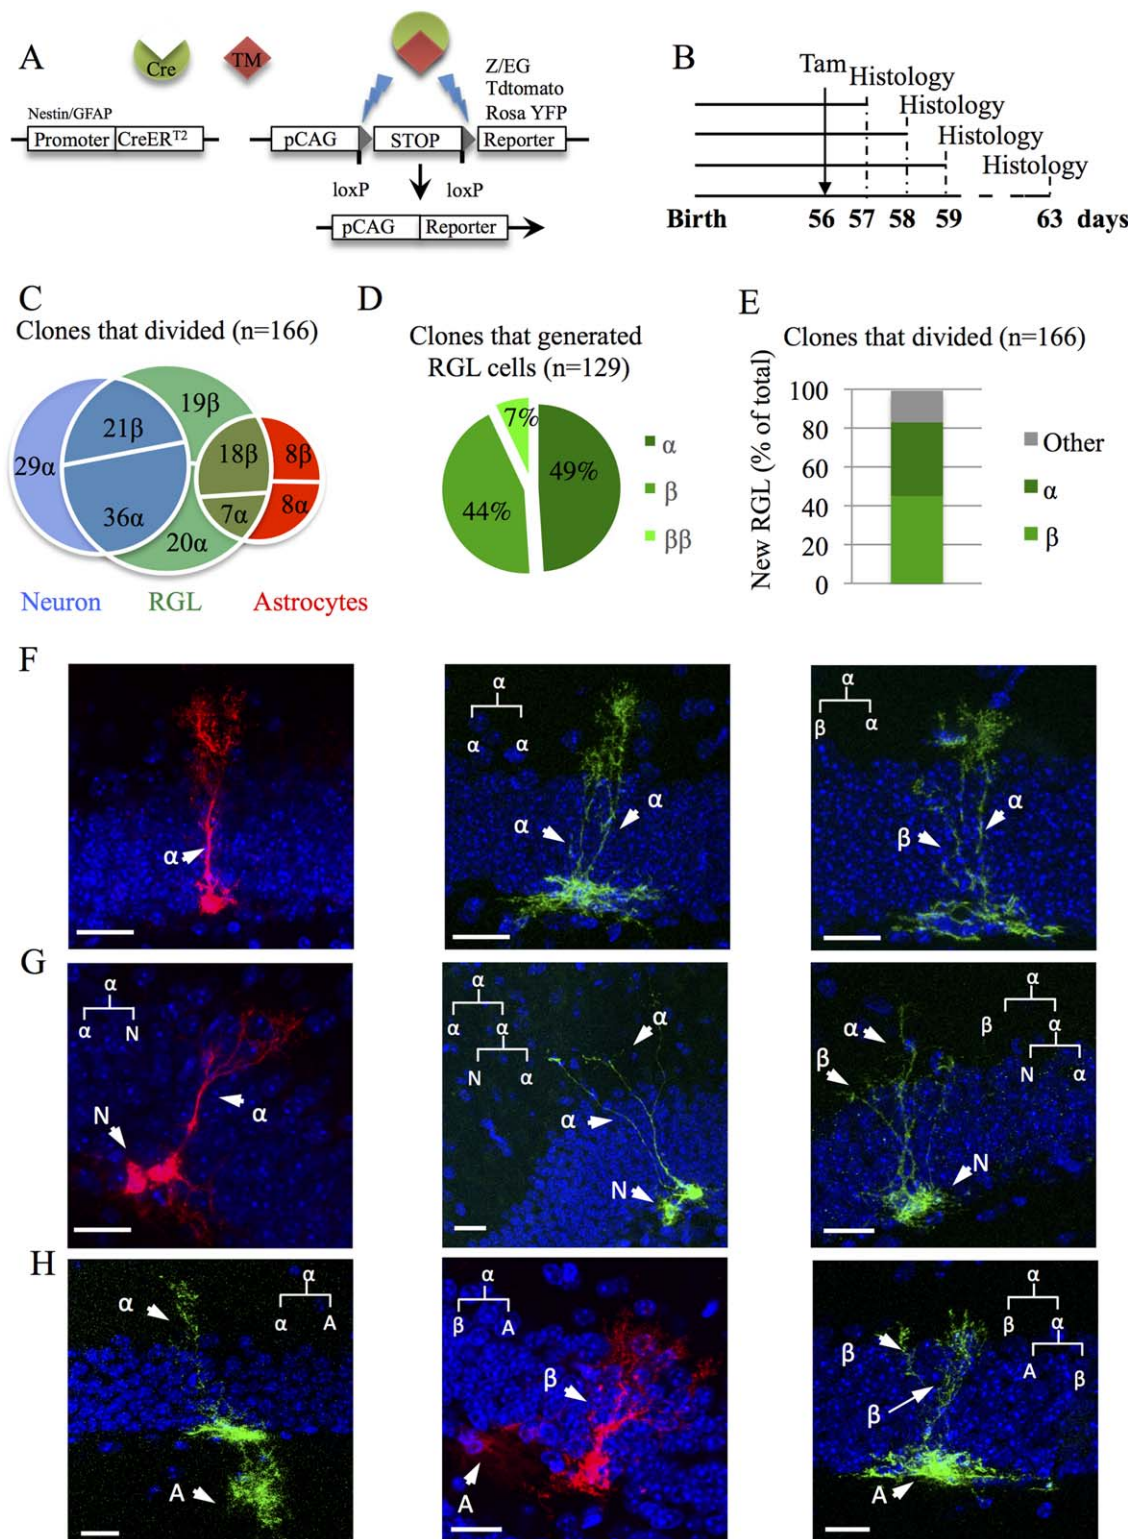 A
Cre
TM
Z/EG
Tdtomato
Rosa YFP
Nestin/GFAP
Promoter CreERT2
pCAG STOP Reporter
loxP loxP
pCAG Reporter
B
Tam Histology
Histology
Histology
Histology
Birth 56 57 58 59 63 days
C
Clones that divided (n=166)
19β
21β
18β 8β
29α
36α
7α 8α
20α
Neuron RGL Astrocytes
D
Clones that generated
RGL cells (n=129)
7%
49%
44%
α
β
ββ
E
Clones that divided (n=166)
New RGL (% of total)
100
80
60
40
20
0
Other
α
β
F
α
α
α α
α α
α
β α
β α
G
α
α N
N α
α
α α
N α
α
α
N
α
β α
N α
α
β
N
H
α
α A
α
A
α
β A
β
A
α
β α
A β
β
β
A